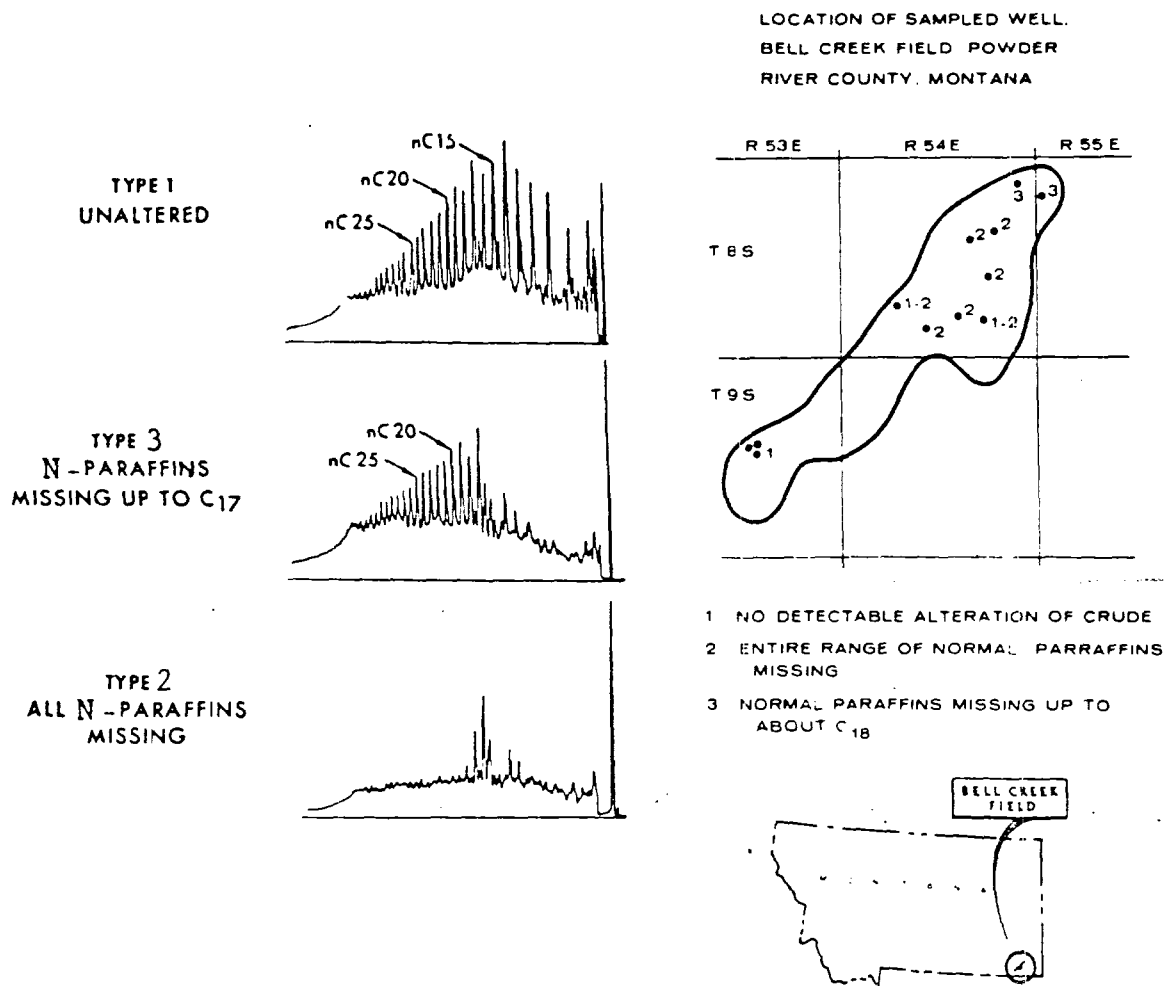 LOCATION OF SAMPLED WELL.
BELL CREEK FIELD POWDER
RIVER COUNTY. MONTANA
TYPE 1
UNALTERED
nC15
nC20
nC25
TYPE 3
N-PARAFFINS
MISSING UP TO C17
nC20
nC25
TYPE 2
ALL N-PARAFFINS
MISSING
R 53 E
R 54 E
R 55 E
T 8 S
T 9 S
3
3
2
2
2
1-2
2
2
1-2
1
1 NO DETECTABLE ALTERATION OF CRUDE
2 ENTIRE RANGE OF NORMAL PARRAFFINS
MISSING
3 NORMAL PARAFFINS MISSING UP TO
ABOUT C18
BELL CREEK
FIELD